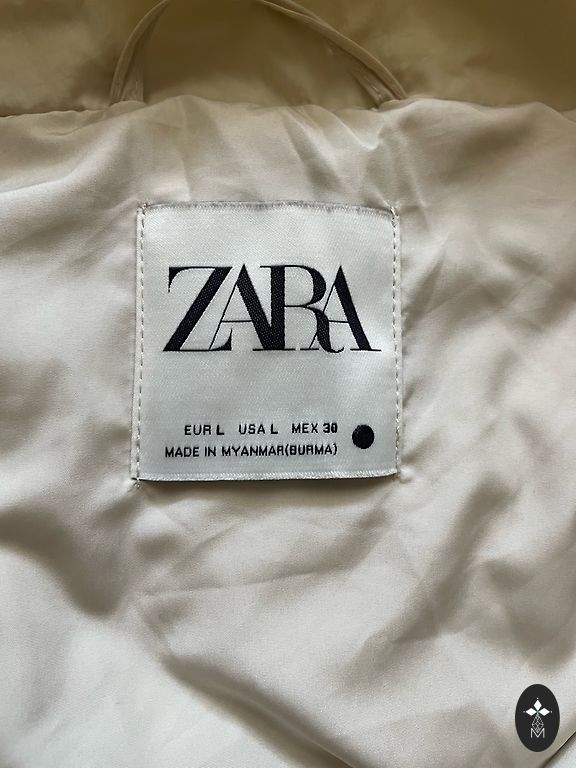 ZARA
EUR L USA L MEX 30
MADE IN MYANMAR(BURMA)
M